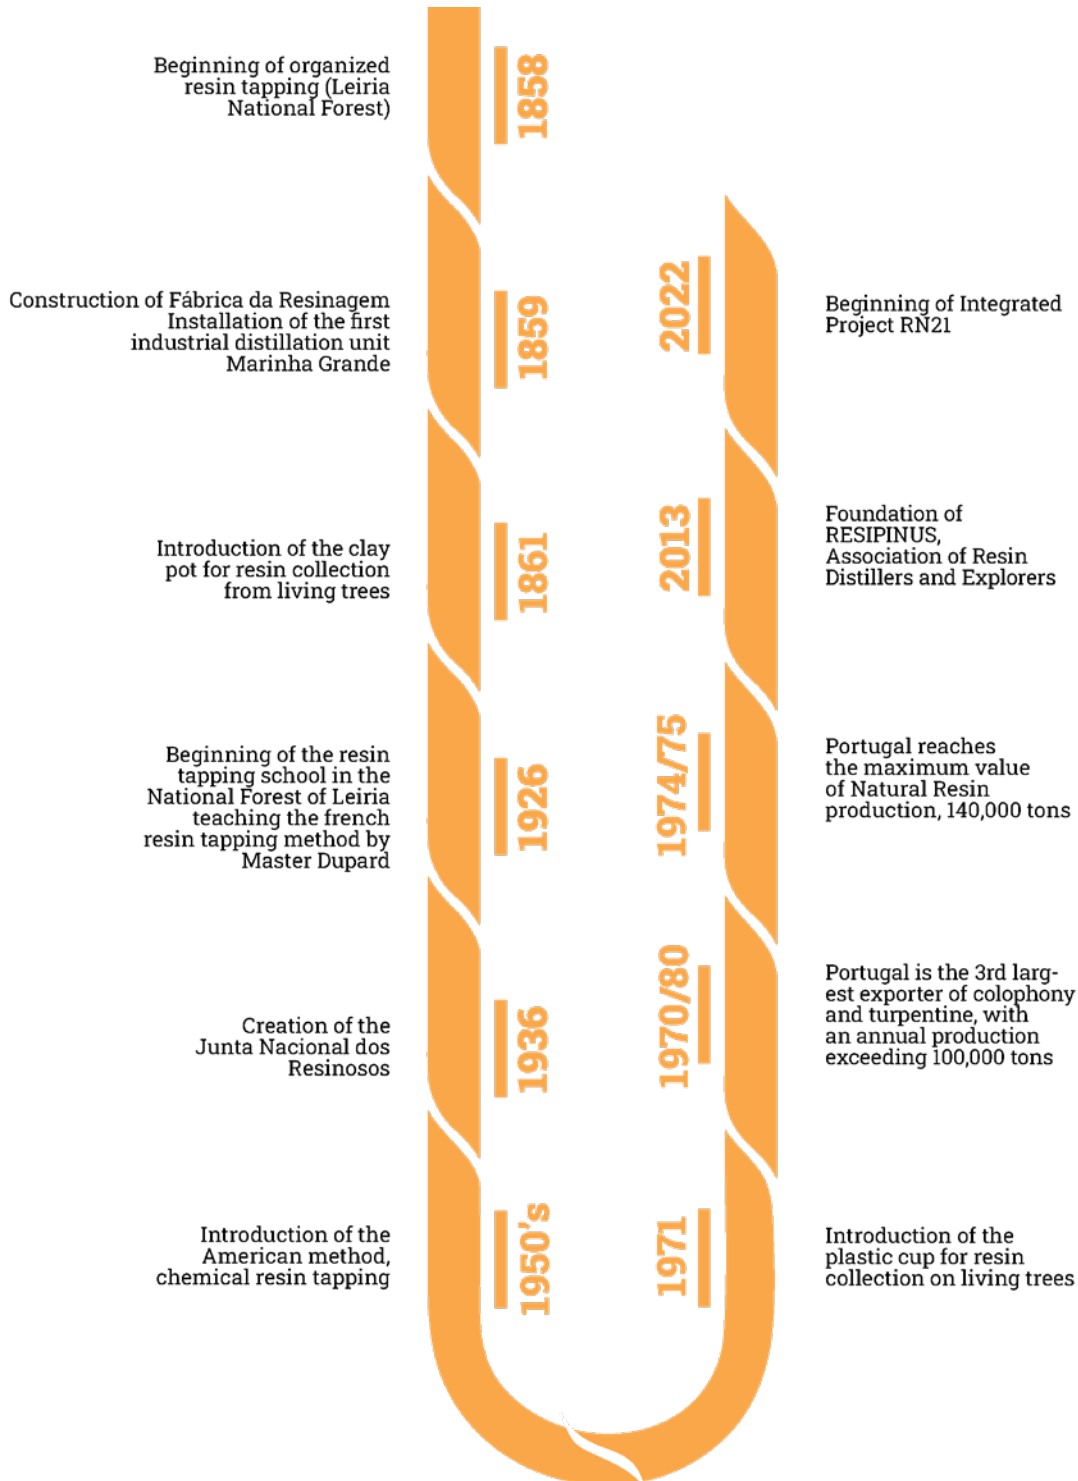 Beginning of organized
resin tapping (Leiria
National Forest)
1858
Construction of Fábrica da Resinagem
Installation of the first
industrial distillation unit
Marinha Grande
1859
Introduction of the clay
pot for resin collection
from living trees
1861
Beginning of the resin
tapping school in the
National Forest of Leiria
teaching the french
resin tapping method by
Master Dupard
1926
Creation of the
Junta Nacional dos
Resinosos
1936
Introduction of the
American method,
chemical resin tapping
1950's
1971
Introduction of the
plastic cup for resin
collection on living trees
1970/80
Portugal is the 3rd larg-
est exporter of colophony
and turpentine, with
an annual production
exceeding 100,000 tons
1974/75
Portugal reaches
the maximum value
of Natural Resin
production, 140,000 tons
2013
Foundation of
RESIPINUS,
Association of Resin
Distillers and Explorers
2022
Beginning of Integrated
Project RN21